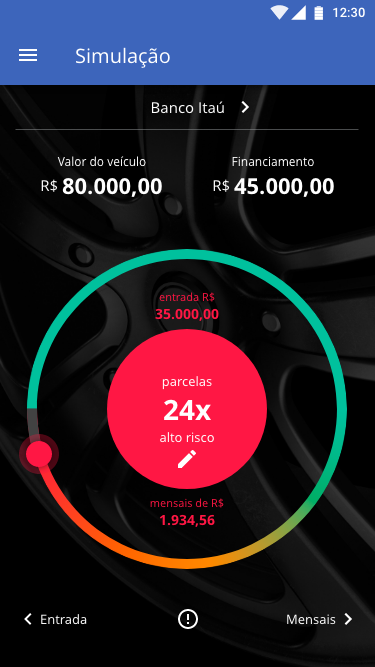 12:30
Simulação
Banco Itaú
Valor do veículo
Financiamento
R$ 80.000,00
R$ 45.000,00
entrada R$
35.000,00
parcelas
24x
alto risco
mensais de R$
1.934,56
Entrada
Mensais